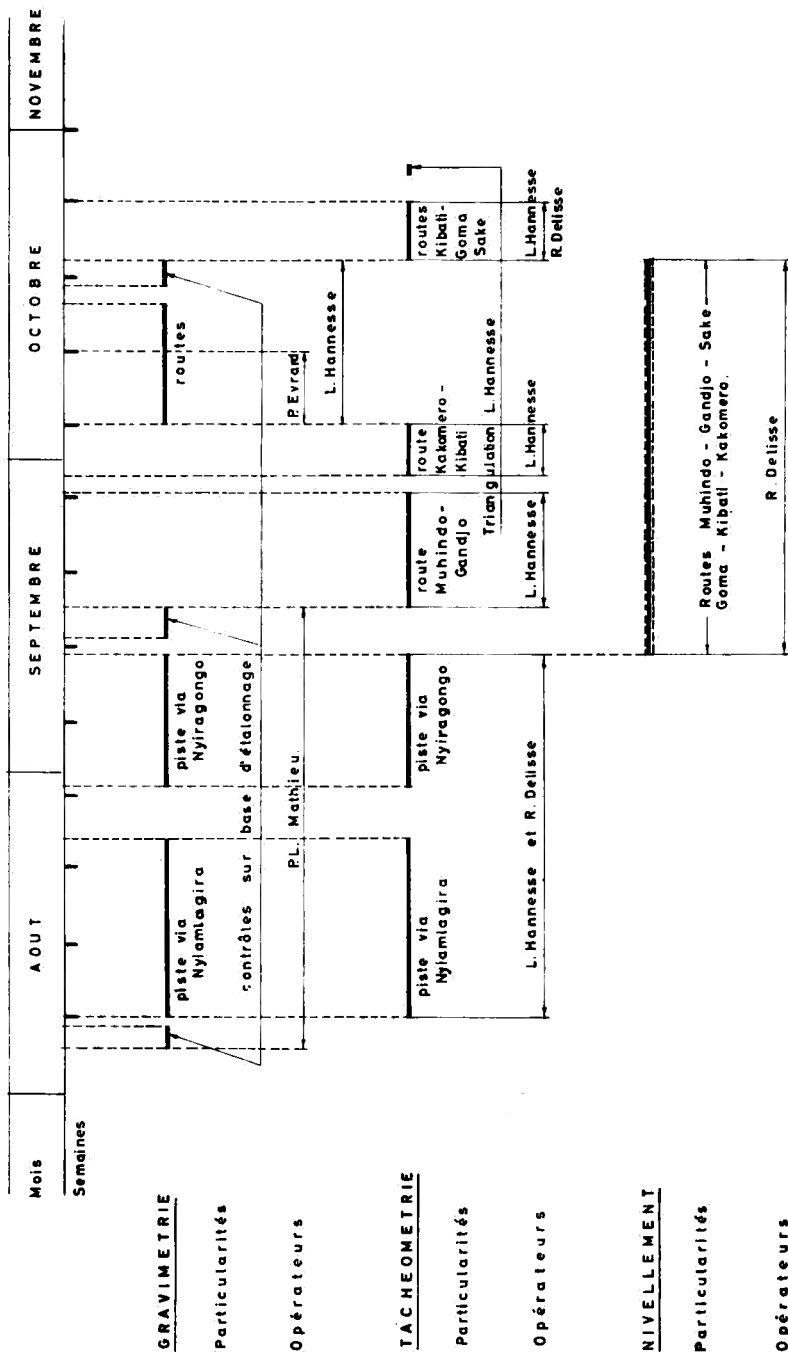 Mois
AOUT
SEPTEMBRE
OCTOBRE
NOVEMBRE
Semaines
GRAVIMETRIE
Particularités
piste via
Nylamlagira
piste via
Nyiragongo
routes
contrôles sur base d'étalonnage
Opérateurs
P.L. Mathieu
P. Evrard
L. Hannesse
TACHEOMETRIE
Particularités
piste via
Nylamlagira
piste via
Nyiragongo
route
Muhindo-
Gandjo
route
Kakomero-
Kibati
routes
Kibati-
Goma
Sake
Triangulation L. Hannesse
Opérateurs
L. Hannesse et R. Delisse
L. Hannesse
L. Hannesse
L. Hannesse
R. Delisse
NIVELLEMENT
Particularités
Routes Muhindo - Gandjo - Sake
Goma - Kibati - Kakomero.
Opérateurs
R. Delisse